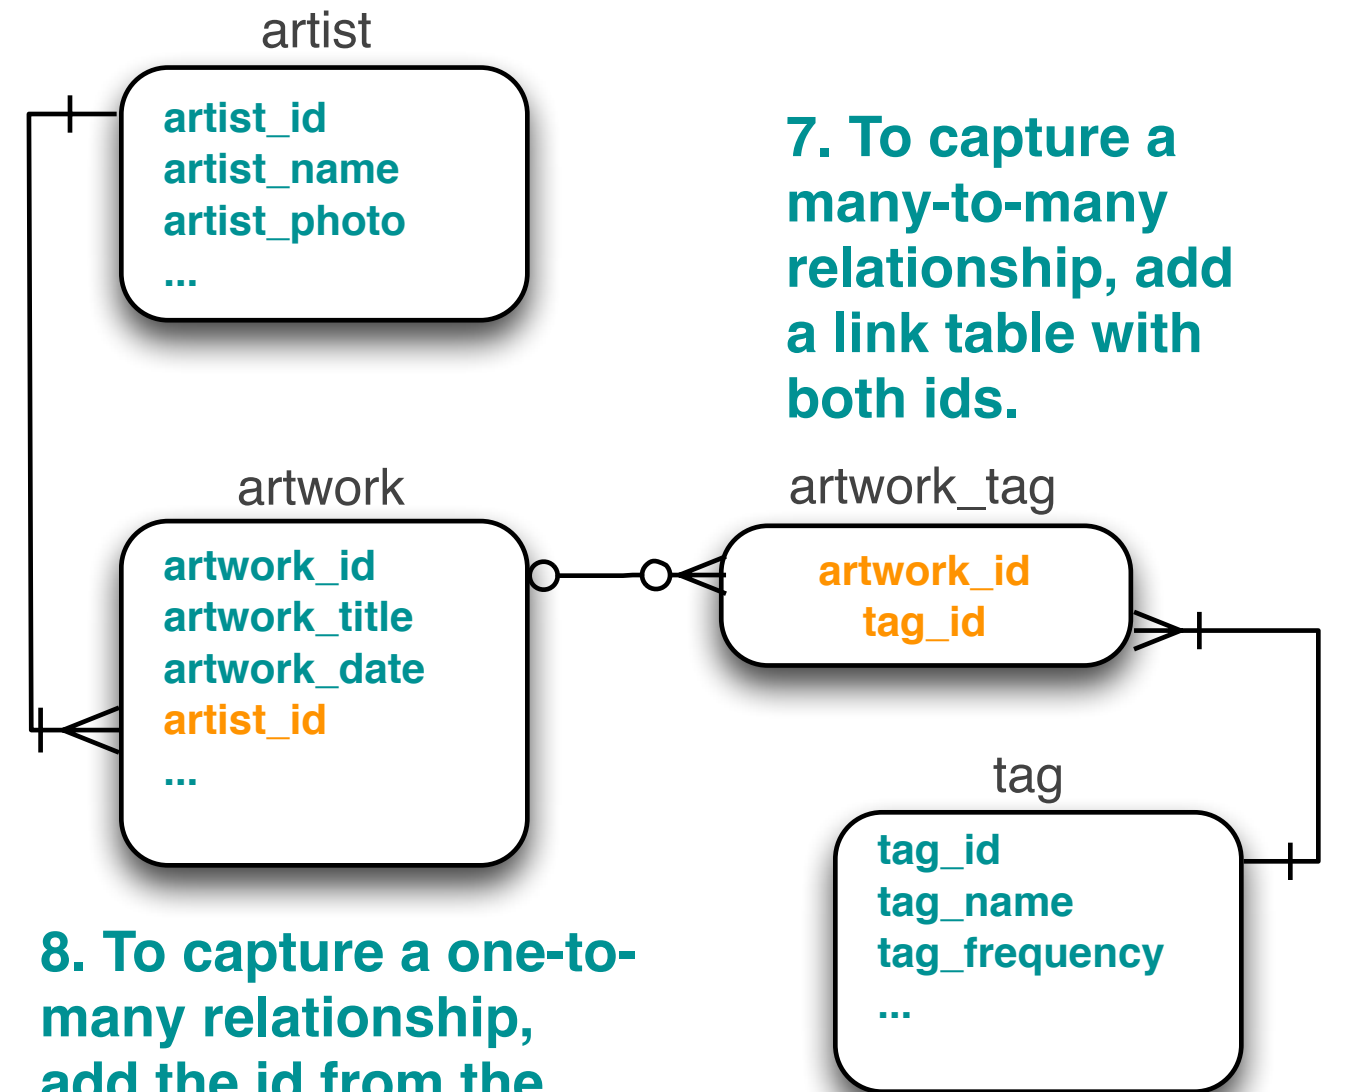 artist
artist_id
artist_name
artist_photo
...
7. To capture a
many-to-many
relationship, add
a link table with
both ids.
artwork
artwork_id
artwork_title
artwork_date
artist_id
...
artwork_tag
artwork_id
tag_id
tag
tag_id
tag_name
tag_frequency
...
8. To capture a one-to-
many relationship,
add the id from the